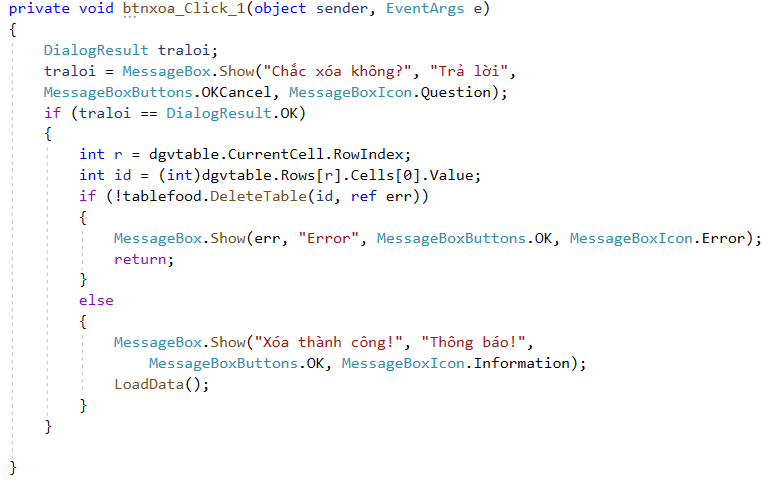 private void btnxoa_Click_1(object sender, EventArgs e)
{
    DialogResult traloi;
    traloi = MessageBox.Show("Chắc xóa không?", "Trả lời",
    MessageBoxButtons.OKCancel, MessageBoxIcon.Question);
    if (traloi == DialogResult.OK)
    {
        int r = dgvtable.CurrentCell.RowIndex;
        int id = (int)dgvtable.Rows[r].Cells[0].Value;
        if (!tablefood.DeleteTable(id, ref err))
        {
            MessageBox.Show(err, "Error", MessageBoxButtons.OK, MessageBoxIcon.Error);
            return;
        }
        else
        {
            MessageBox.Show("Xóa thành công!", "Thông báo!",
                MessageBoxButtons.OK, MessageBoxIcon.Information);
            LoadData();
        }
    }

}